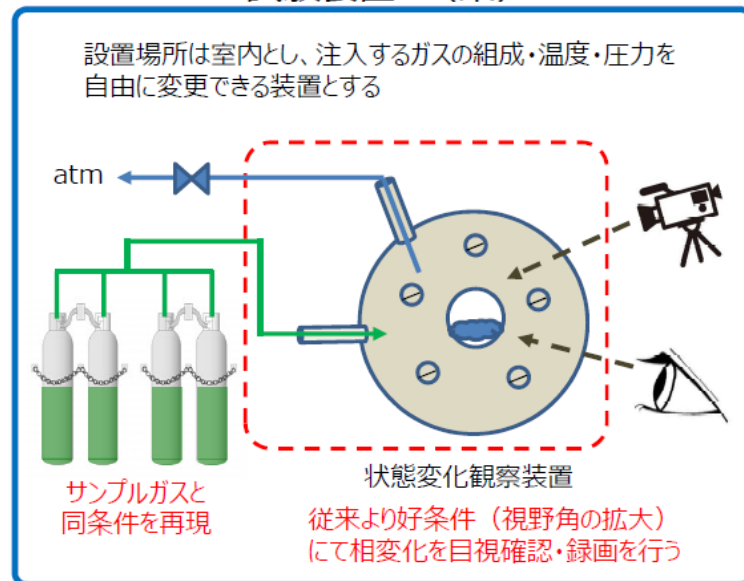 設置場所は室内とし、注入するガスの組成・温度・圧力を
自由に変更できる装置とする
atm
状態変化観察装置
サンプルガスと
同条件を再現
従来より好条件（視野角の拡大）
にて相変化を目視確認・録画を行う